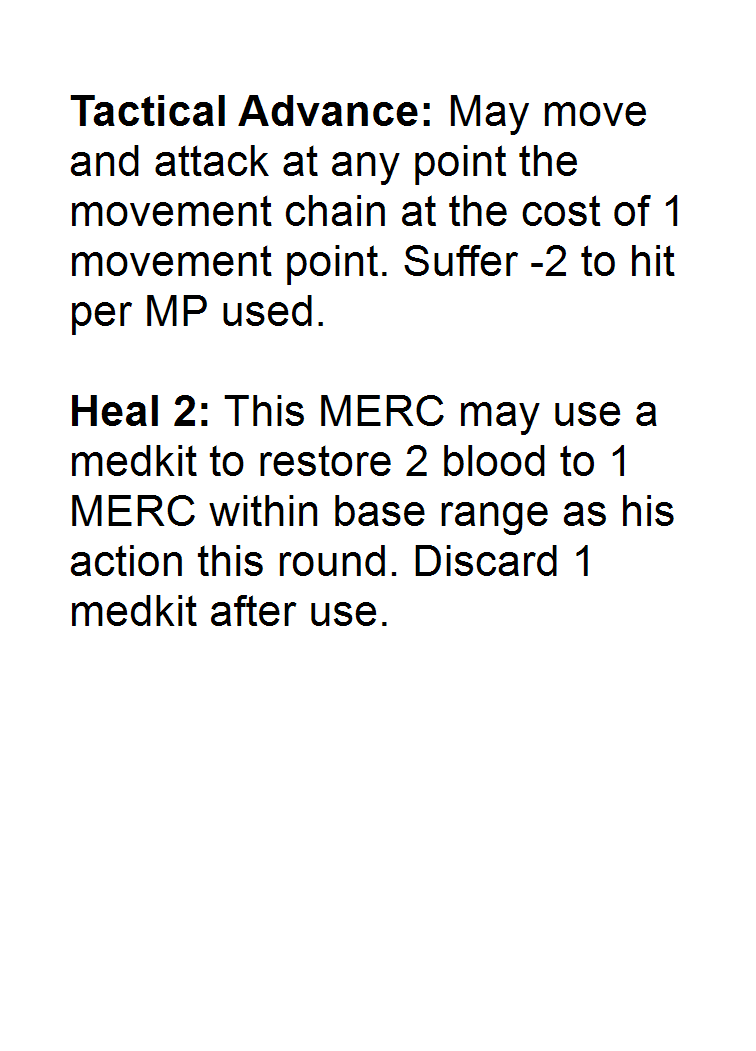 Tactical Advance: May move
and attack at any point the
movement chain at the cost of 1
movement point. Suffer -2 to hit
per MP used.
Heal 2: This MERC may use a
medkit to restore 2 blood to 1
MERC within base range as his
action this round. Discard 1
medkit after use.